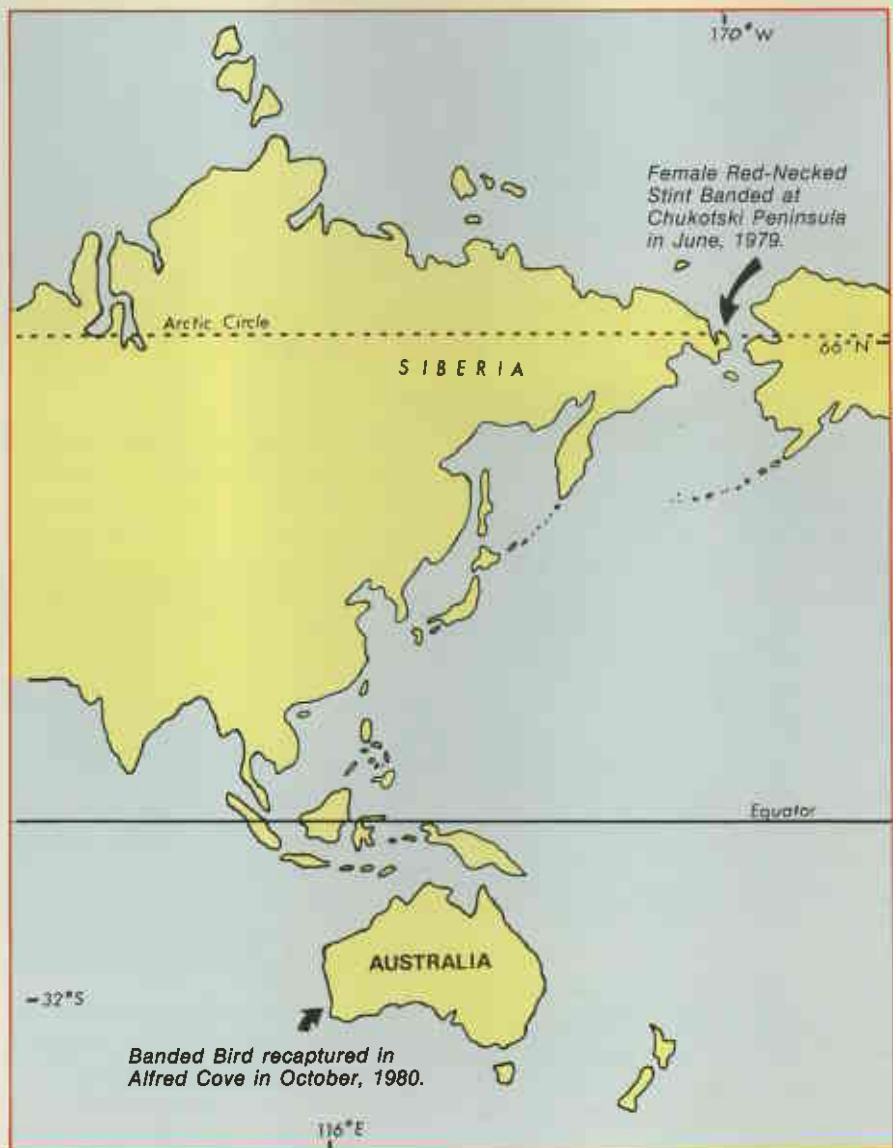 170°W
Female Red-Necked
Stint Banded at
Chukotski Peninsula
in June, 1979.
Arctic Circle
66°N
SIBERIA
Equator
AUSTRALIA
32°S
Banded Bird recaptured in
Alfred Cove in October, 1980.
116°E